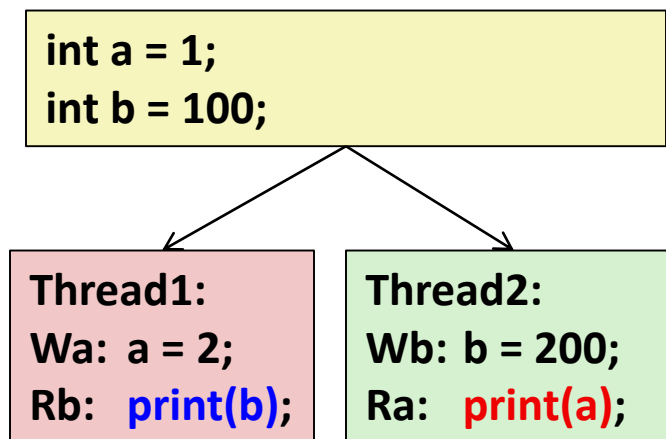 int a = 1;
int b = 100;
Thread1:
Wa: a = 2;
Rb: print(b);
Thread2:
Wb: b = 200;
Ra: print(a);